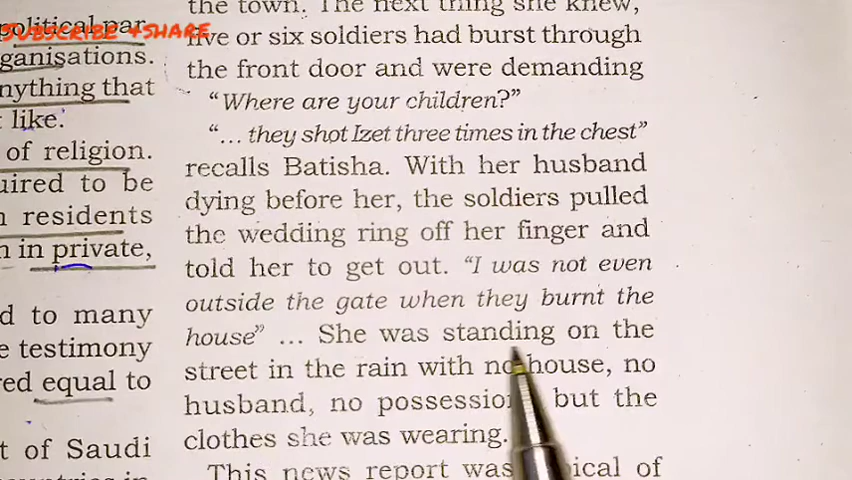 SUBSCRIBE & SHARE
political par
ganisations.
nything that
like.
of religion.
uired to be
residents
in private,
d to many
e testimony
red equal to
t of Saudi
the town. The next thing she knew,
five or six soldiers had burst through
the front door and were demanding
"Where are your children?"
"... they shot Izet three times in the chest"
recalls Batisha. With her husband
dying before her, the soldiers pulled
the wedding ring off her finger and
told her to get out. "I was not even
outside the gate when they burnt the
house" ... She was standing on the
street in the rain with no house, no
husband, no possession but the
clothes she was wearing.
This news report was of